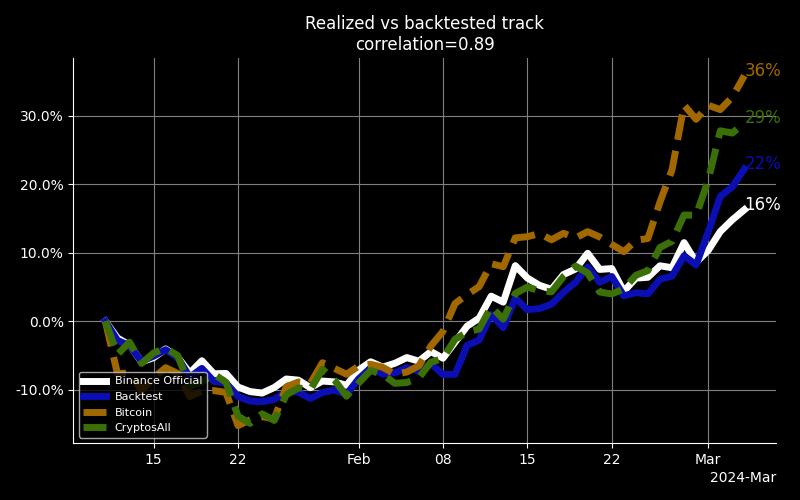 Realized vs backtested track
correlation=0.89
36%
30.0%
29%
20.0%
22%
16%
10.0%
0.0%
-10.0%
Binance Official
Backtest
Bitcoin
CryptosAll
15
22
Feb
08
15
22
Mar
2024-Mar